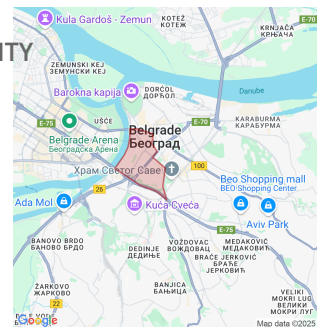 Kula Gardoš - Zemun
КОТЕŽ
КОТЕЖ
KRNJAČA
КРЊАЧА
ITY
ZEMUNSKI KEJ
ЗЕМУНСКИ КЕЈ
Barokna kapija
DORĆOL
ДОРЋОЛ
Danube
E-75
UŠĆE
УШЋЕ
E-70
KARABURMA
КАРАБУРМА
Belgrade
Београд
Belgrade Arena
Београдска Арена
100
Храм Светог Саве
Beo Shopping mall
BEO Shopping Center
26
Ada Mol
Kuća Cveća
E-75
Aviv Park
BANOVO BRDO
БАНОВО БРДО
DEDINJE
ДЕДИЊЕ
VOŽDOVAC
ВОЖДОВАЦ
MEDAKOVIĆ
МЕДАКОВИЋ
BRAĆE JERKOVIĆ
БРАЋЕ
ЈЕРКОВИЋ
ŽARKOVO
ЖАРКОВО
BANJICA
БАЊИЦА
22
VELIKI
MOKRI LUG
ВЕЛИКИ
МОКРИ ЛУГ
Google
Map data ©2025